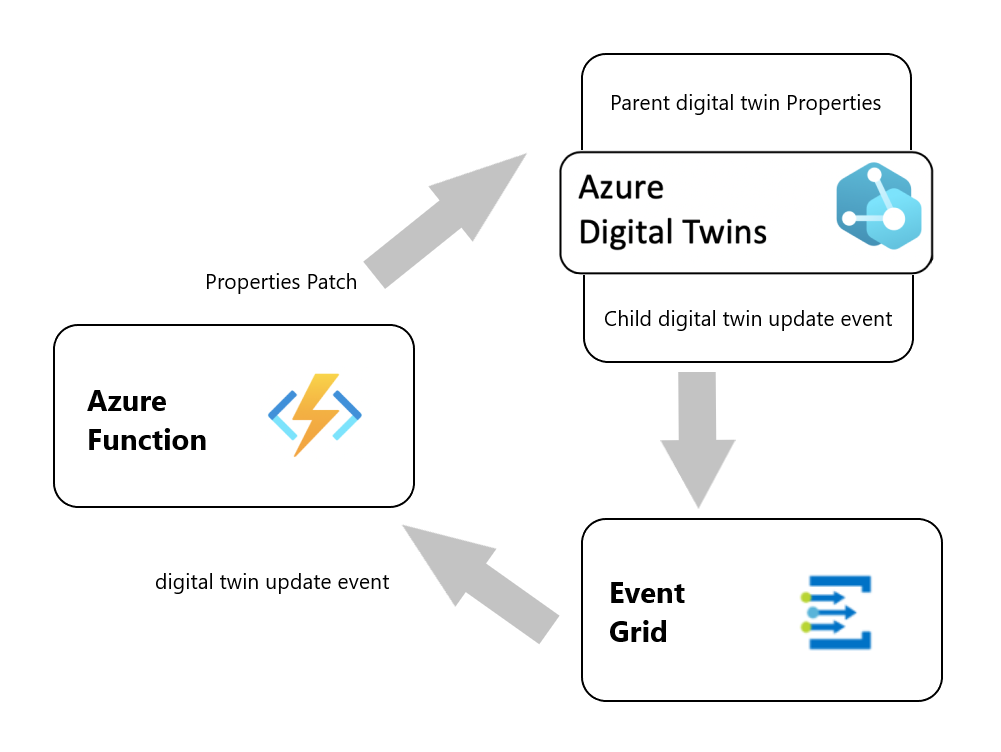 Parent digital twin Properties
Azure
Digital Twins
Child digital twin update event
Properties Patch
Azure
Function
digital twin update event
Event
Grid